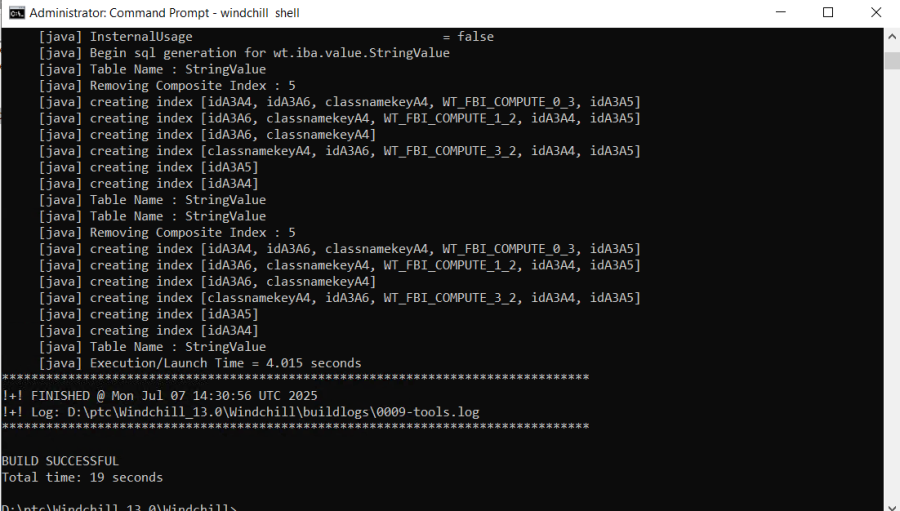 Administrator: Command Prompt - windchill shell
[java] InsternalUsage = false
[java] Begin sql generation for wt.iba.value.StringValue
[java] Table Name : StringValue
[java] Removing Composite Index : 5
[java] creating index [idA3A4, idA3A6, classnamekeyA4, WT_FBI_COMPUTE_0_3, idA3A5]
[java] creating index [idA3A6, classnamekeyA4, WT_FBI_COMPUTE_1_2, idA3A4, idA3A5]
[java] creating index [idA3A6, classnamekeyA4]
[java] creating index [classnamekeyA4, idA3A6, WT_FBI_COMPUTE_3_2, idA3A4, idA3A5]
[java] creating index [idA3A5]
[java] creating index [idA3A4]
[java] Table Name : StringValue
[java] Table Name : StringValue
[java] Removing Composite Index : 5
[java] creating index [idA3A4, idA3A6, classnamekeyA4, WT_FBI_COMPUTE_0_3, idA3A5]
[java] creating index [idA3A6, classnamekeyA4, WT_FBI_COMPUTE_1_2, idA3A4, idA3A5]
[java] creating index [idA3A6, classnamekeyA4]
[java] creating index [classnamekeyA4, idA3A6, WT_FBI_COMPUTE_3_2, idA3A4, idA3A5]
[java] creating index [idA3A5]
[java] creating index [idA3A4]
[java] Table Name : StringValue
[java] Execution/Launch Time = 4.015 seconds
********************************************************************************
!+! FINISHED @ Mon Jul 07 14:30:56 UTC 2025
!+! Log: D:\ptc\Windchill_13.0\Windchill\buildlogs\0009-tools.log
********************************************************************************
BUILD SUCCESSFUL
Total time: 19 seconds
D:\ptc\Windchill_13.0\Windchill>